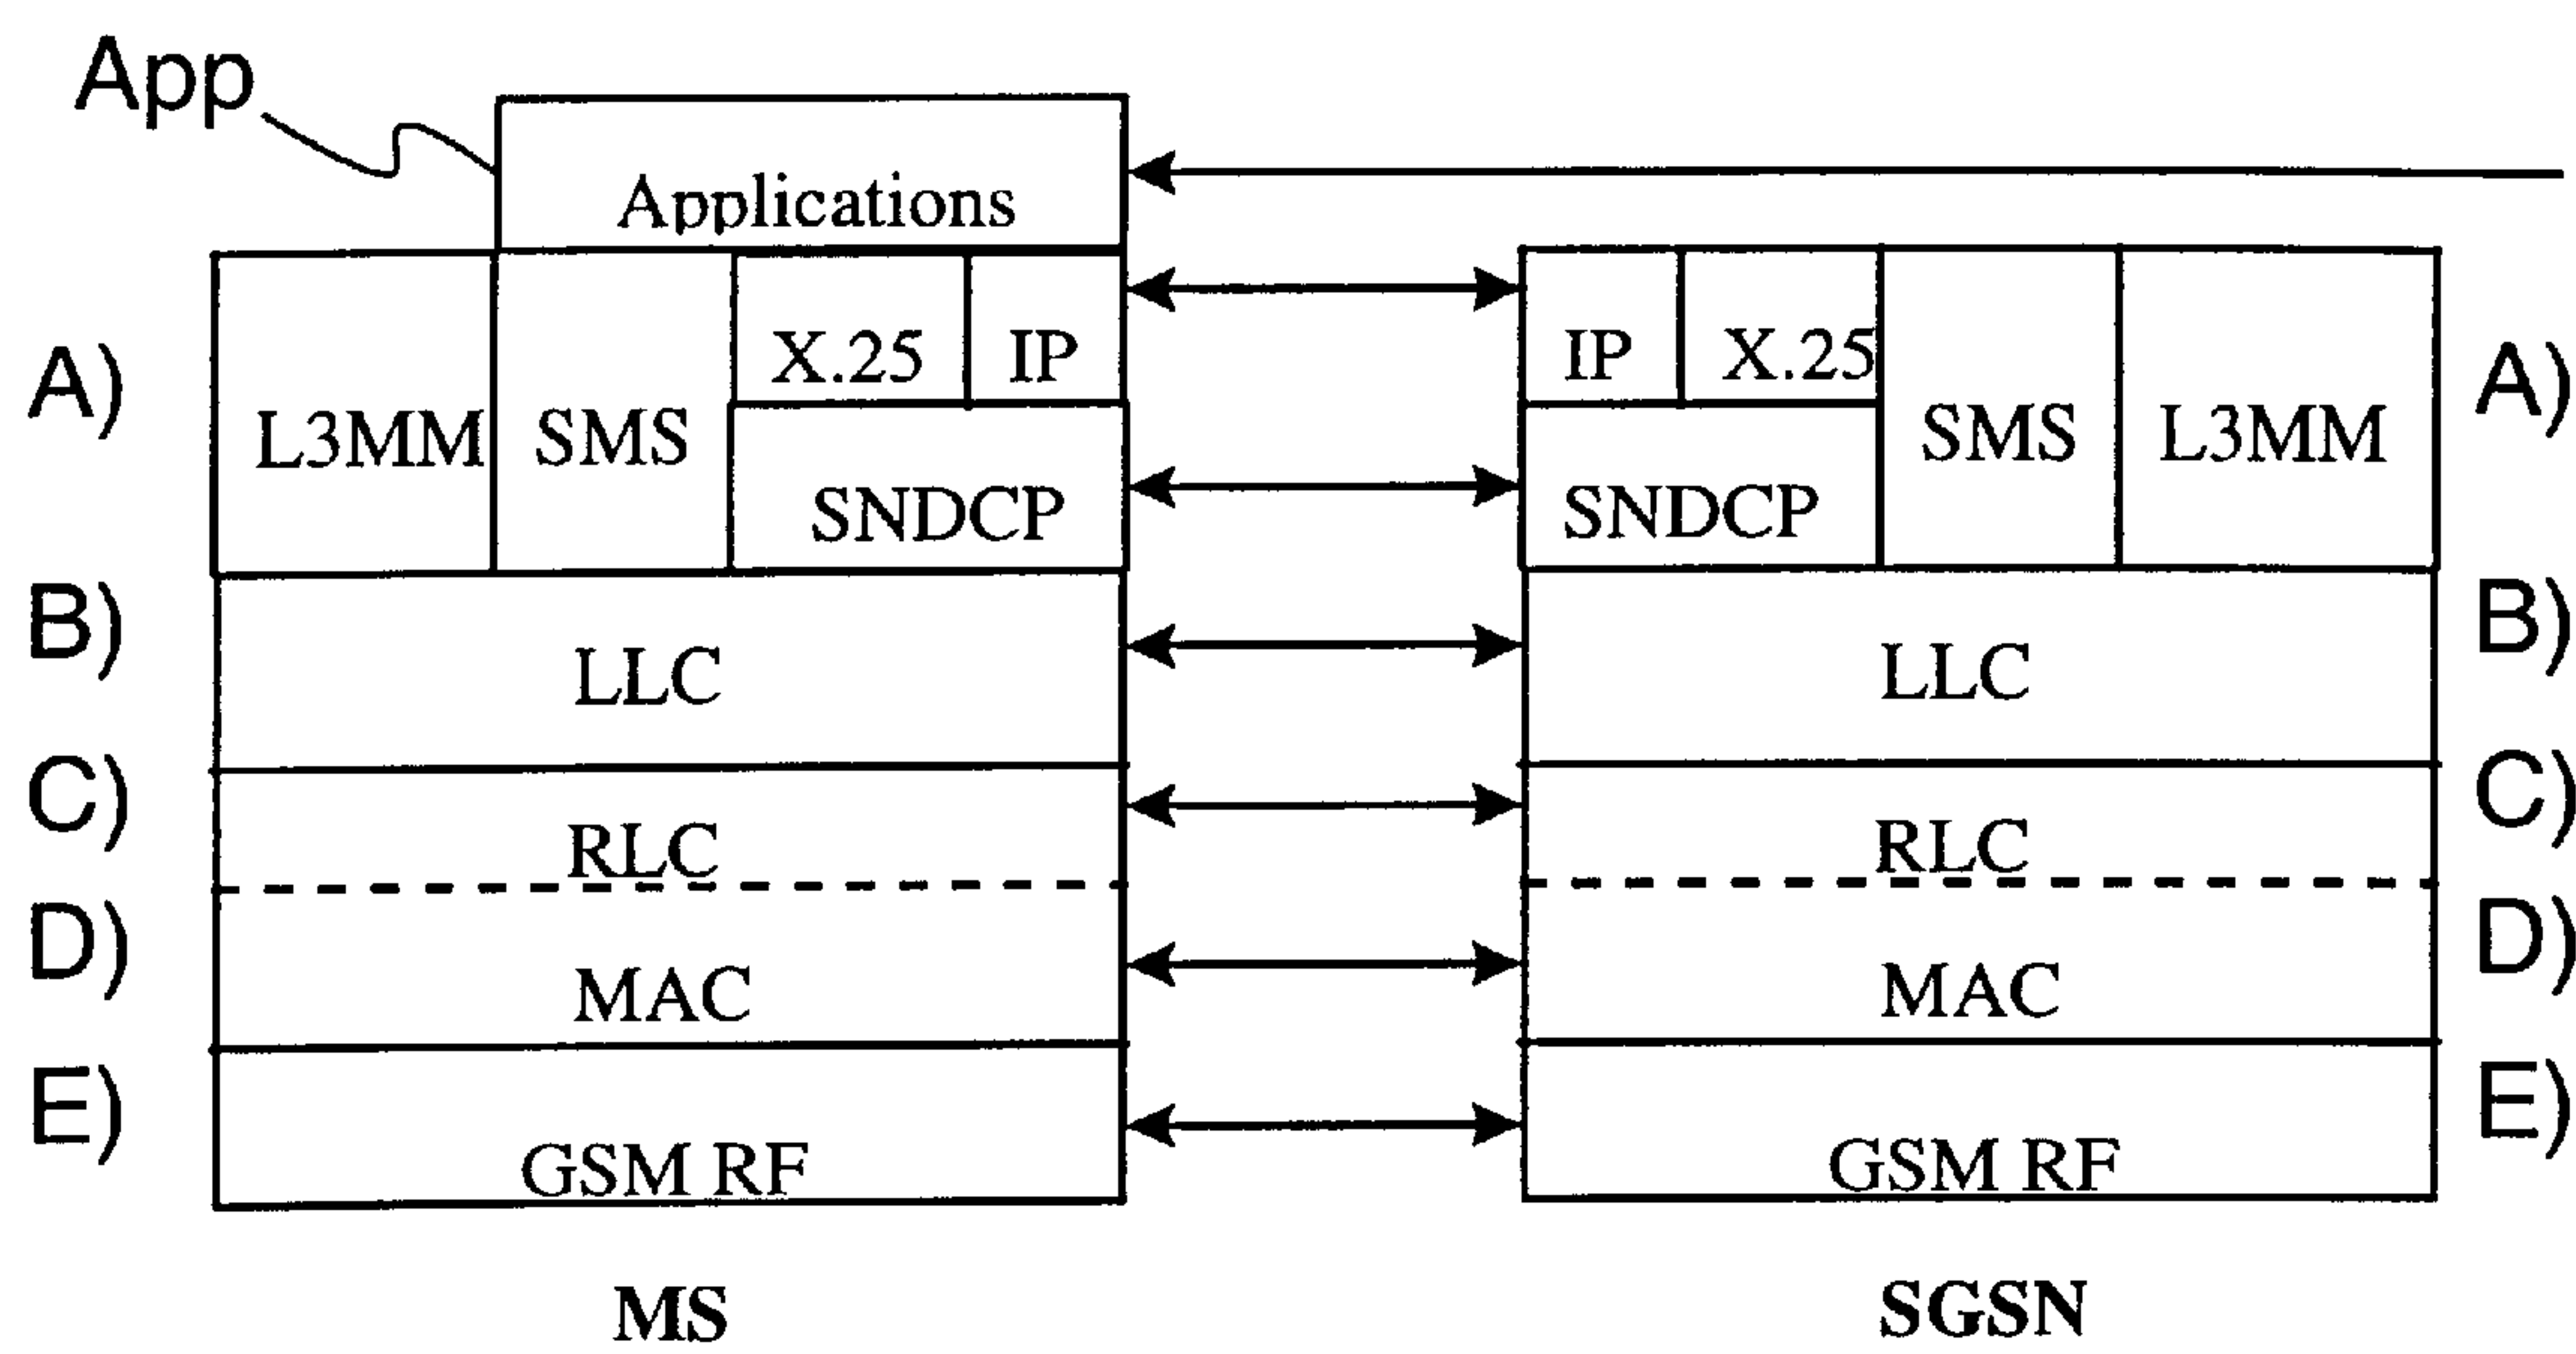 App
Applications
A) L3MM SMS X.25 IP SNDCP
IP X.25 SNDCP SMS L3MM A)
B) LLC LLC B)
C) RLC RLC C)
D) MAC MAC D)
E) GSM RF GSM RF E)
MS SGSN